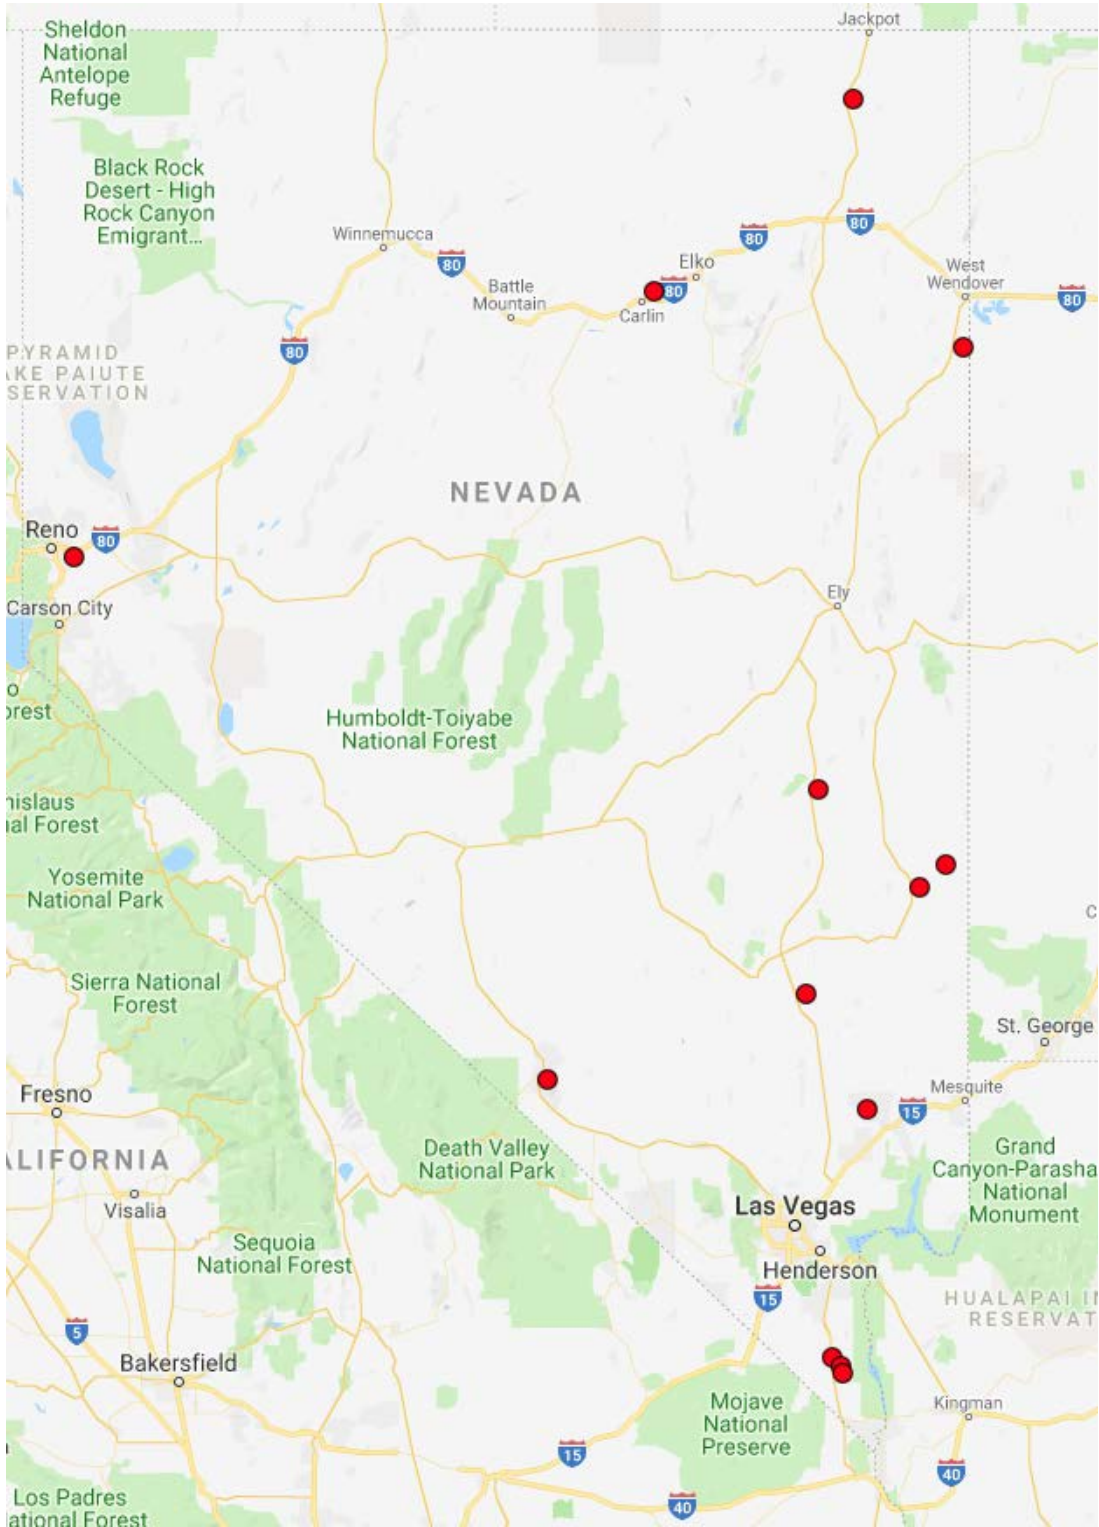 Jackpot
Sheldon
National
Antelope
Refuge
Black Rock
Desert - High
Rock Canyon
Emigrant...
Winnemucca
80
80
80
Elko
West
Wendover
80
Battle
Mountain
80
Carlin
80
80
PYRAMID
AKE PAIUTE
SERVATION
NEVADA
Reno
80
Ely
Carson City
o
orest
Humboldt-Toiyabe
National Forest
nislaus
nal Forest
Yosemite
National Park
C
Sierra National
Forest
St. George
Fresno
Mesquite
15
ALIFORNIA
Death Valley
National Park
Grand
Canyon-Parasha
National
Monument
Visalia
Las Vegas
Sequoia
National Forest
Henderson
15
HUALAPAI IN
RESERVAT
5
Bakersfield
Mojave
National
Preserve
Kingman
15
40
Los Padres
ational Forest
40